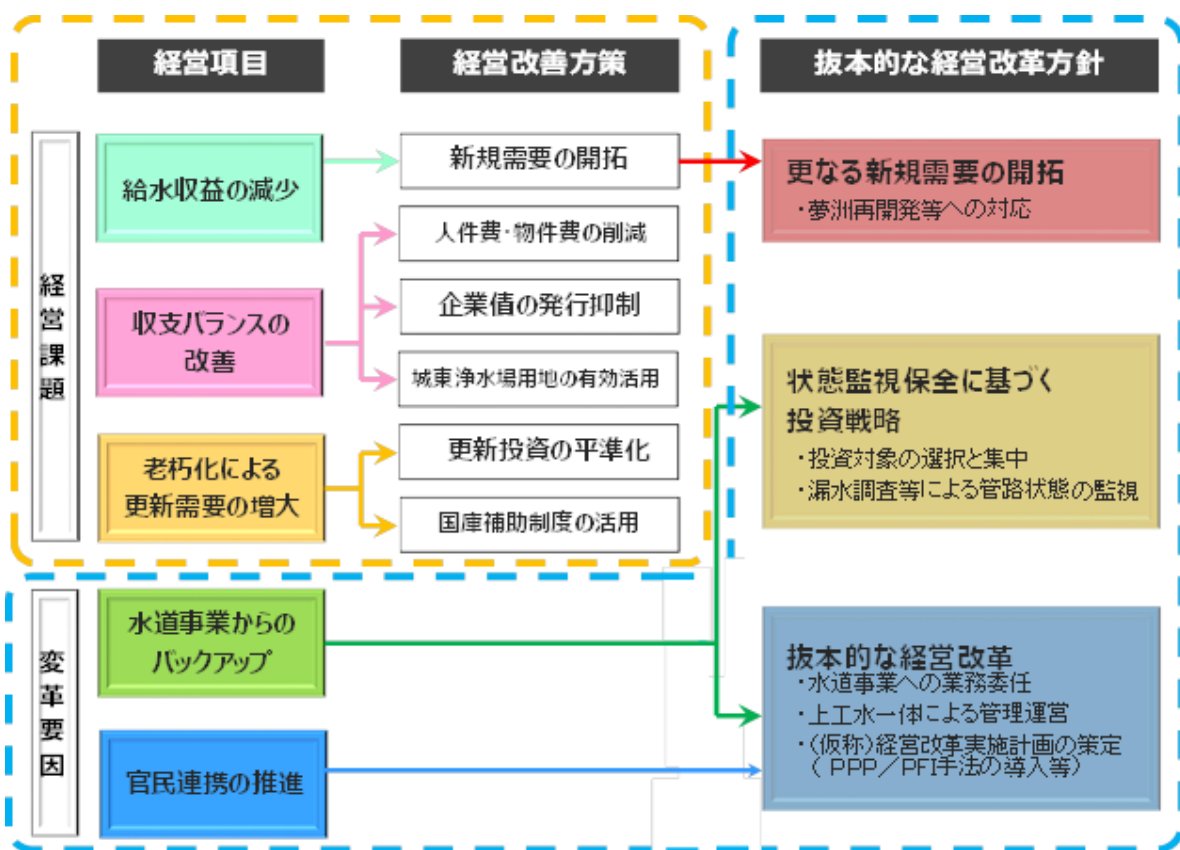 経営項目
経営改善方策
抜本的な経営改革方針
経営課題
給水収益の減少
新規需要の開拓
更なる新規需要の開拓
・夢洲再開発等への対応
収支バランスの
改善
人件費・物件費の削減
企業債の発行抑制
城東浄水場用地の有効活用
状態監視保全に基づく
投資戦略
・投資対象の選択と集中
・漏水調査等による管路状態の監視
老朽化による
更新需要の増大
更新投資の平準化
国庫補助制度の活用
変革要因
水道事業からの
バックアップ
官民連携の推進
抜本的な経営改革
・水道事業への業務委任
・上工水一体による管理運営
・(仮称)経営改革実施計画の策定
( PPP/PFI手法の導入等)